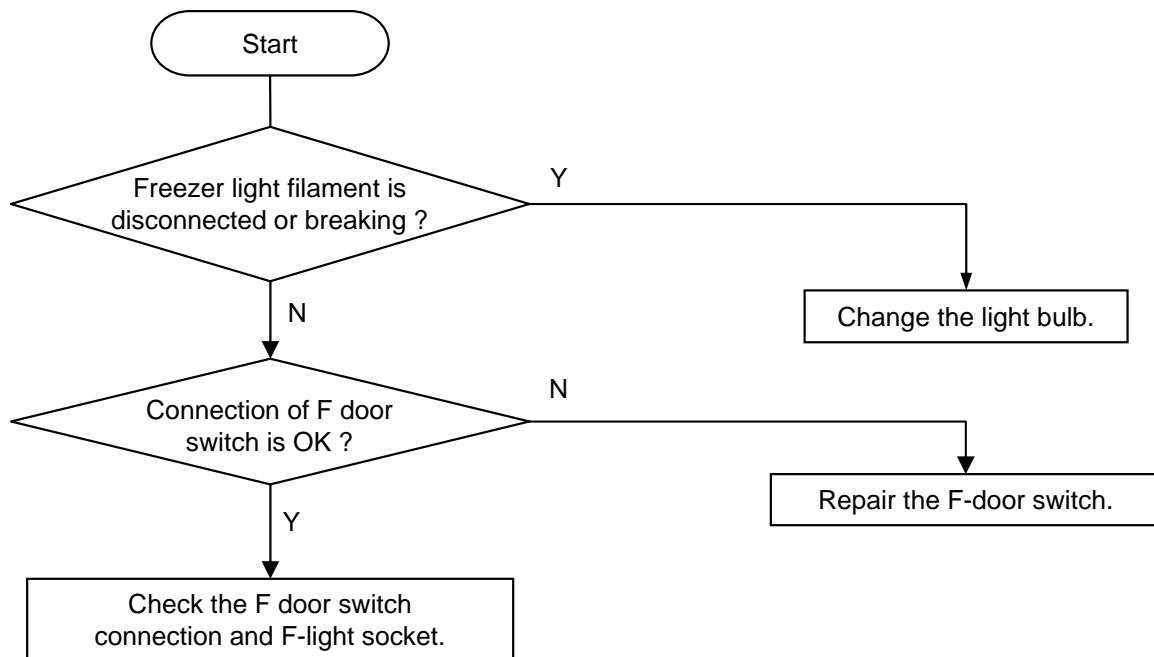 Start
Freezer light filament is
disconnected or breaking ?
Y
N
Change the light bulb.
Connection of F door
switch is OK ?
N
Y
Repair the F-door switch.
Check the F door switch
connection and F-light socket.